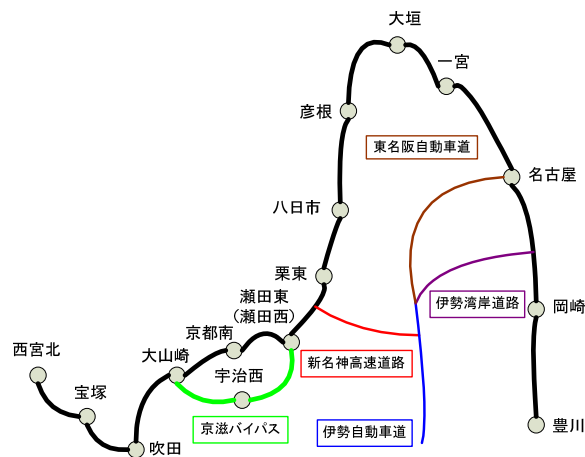 大垣
一宮
彦根
東名阪自動車道
名古屋
八日市
栗東
瀬田東
（瀬田西）
伊勢湾岸道路
岡崎
京都南
西宮北
大山崎
新名神高速道路
宇治西
宝塚
京滋バイパス
伊勢自動車道
豊川
吹田